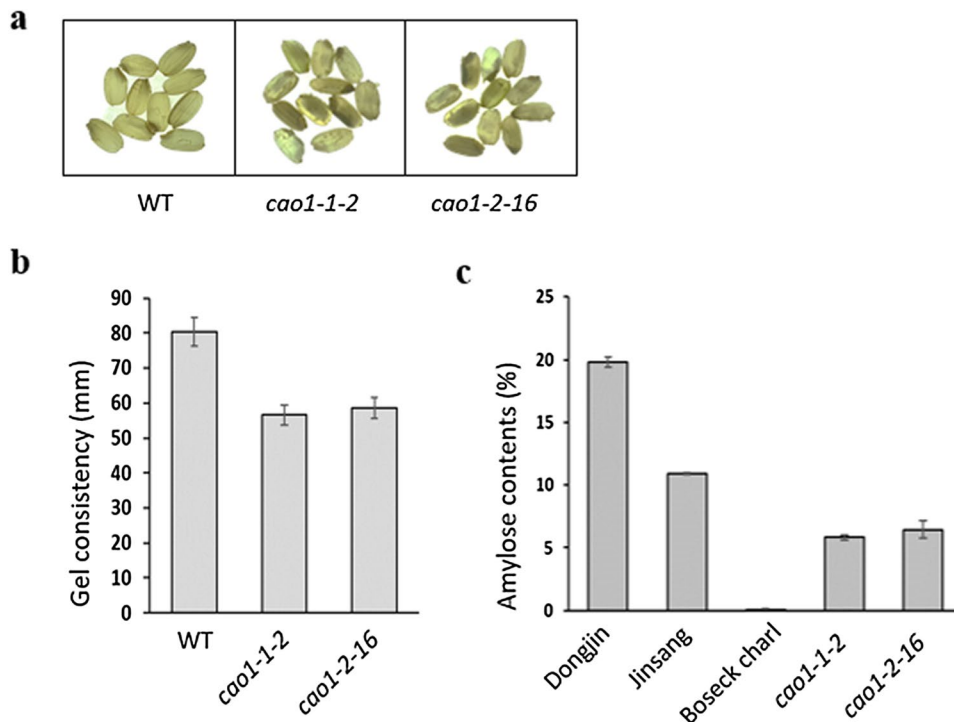 a
WT
cao1-1-2
cao1-2-16
b
Gel consistency (mm)
90
80
70
60
50
40
30
20
10
0
WT
cao1-1-2
cao1-2-16
c
Amylose contents (%)
25
20
15
10
5
0
Dongjin
Jinsang
Boseck charl
cao1-1-2
cao1-2-16